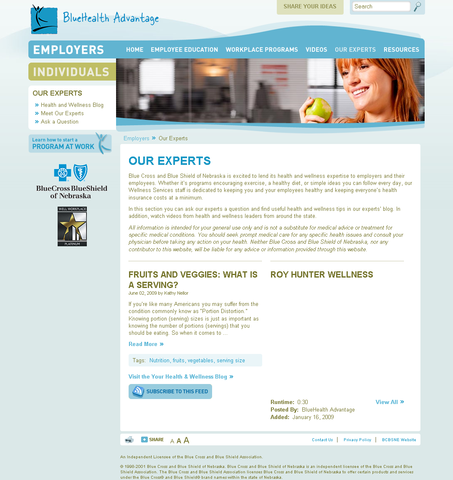 SHARE YOUR IDEAS
Search
BlueHealth Advantage
EMPLOYERS
HOME EMPLOYEE EDUCATION WORKPLACE PROGRAMS VIDEOS OUR EXPERTS RESOURCES
INDIVIDUALS
OUR EXPERTS
Health and Wellness Blog
Meet Our Experts
Ask a Question
Learn how to start a
PROGRAM AT WORK
BlueCross BlueShield
of Nebraska
WELL WORKPLACE
PLATINUM
Employers » Our Experts
OUR EXPERTS
Blue Cross and Blue Shield of Nebraska is excited to lend its health and wellness expertise to employers and their
employees. Whether it's programs encouraging exercise, a healthy diet, or simple ideas you can follow every day, our
Wellness Services staff is dedicated to keeping you and your employees healthy and keeping everyone's health
insurance costs at a minimum.
In this section you can ask our experts a question and find useful health and wellness tips in our experts' blog. In
addition, watch videos from health and wellness leaders from around the state
All information is intended for your general use only and is not a substitute for medical advice or treatment for
specific medical conditions. You should seek prompt medical care for any specific health issues and consult your
physician before taking any action on your health. Neither Blue Cross and Blue Shield of Nebraska, nor any
contributor to this website, will be liable for any advice or information provided through this website.
FRUITS AND VEGGIES: WHAT IS
A SERVING?
June 02, 2009 by Kathy Nellor
If you're like many Americans you may suffer from the
condition commonly know as "Portion Distortion."
Knowing portion (serving) sizes is just as important as
knowing the number of portions (servings) that you
should be eating. So when it comes to ...
Read More »
Tags: Nutrition, fruits, vegetables, serving size
Visit the Your Health & Wellness Blog »
SUBSCRIBE TO THIS FEED
ROY HUNTER WELLNESS
Runtime: 0:30 View All »
Posted By: BlueHealth Advantage
Added: January 16, 2009
SHARE A A A
Contact Us | Privacy Policy | BCBSNE Website
An Independent Licensee of the Blue Cross and Blue Shield Association.
© 1996-2001 Blue Cross and Blue Shield of Nebraska. Blue Cross and Blue Shield of Nebraska is an independent licensee of the Blue Cross and Blue
Shield Association. The Blue Cross and Blue Shield Association licenses Blue Cross and Blue Shield of Nebraska to offer certain products and services
under the Blue Cross® and Blue Shield® brand names within the state of Nebraska.